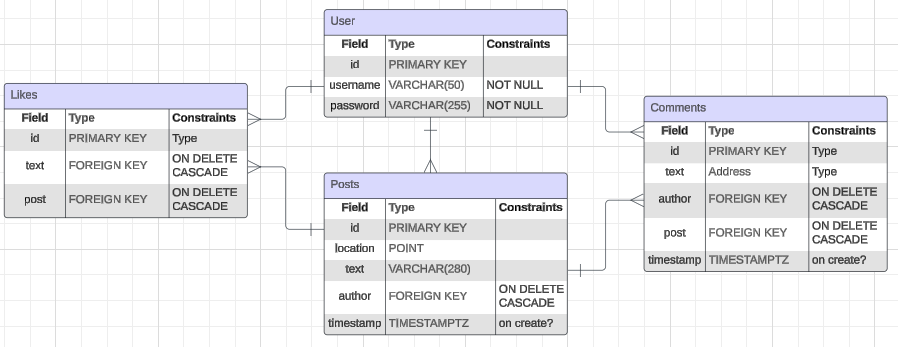 User
Field Type Constraints
id PRIMARY KEY
username VARCHAR(50) NOT NULL
password VARCHAR(255) NOT NULL
Likes
Field Type Constraints
id PRIMARY KEY Type
text FOREIGN KEY ON DELETE
CASCADE
post FOREIGN KEY ON DELETE
CASCADE
Posts
Field Type Constraints
id PRIMARY KEY
location POINT
text VARCHAR(280)
author FOREIGN KEY ON DELETE
CASCADE
timestamp TIMESTAMPTZ on create?
Comments
Field Type Constraints
id PRIMARY KEY Type
text Address Type
author FOREIGN KEY ON DELETE
CASCADE
post FOREIGN KEY ON DELETE
CASCADE
timestamp TIMESTAMPTZ on create?